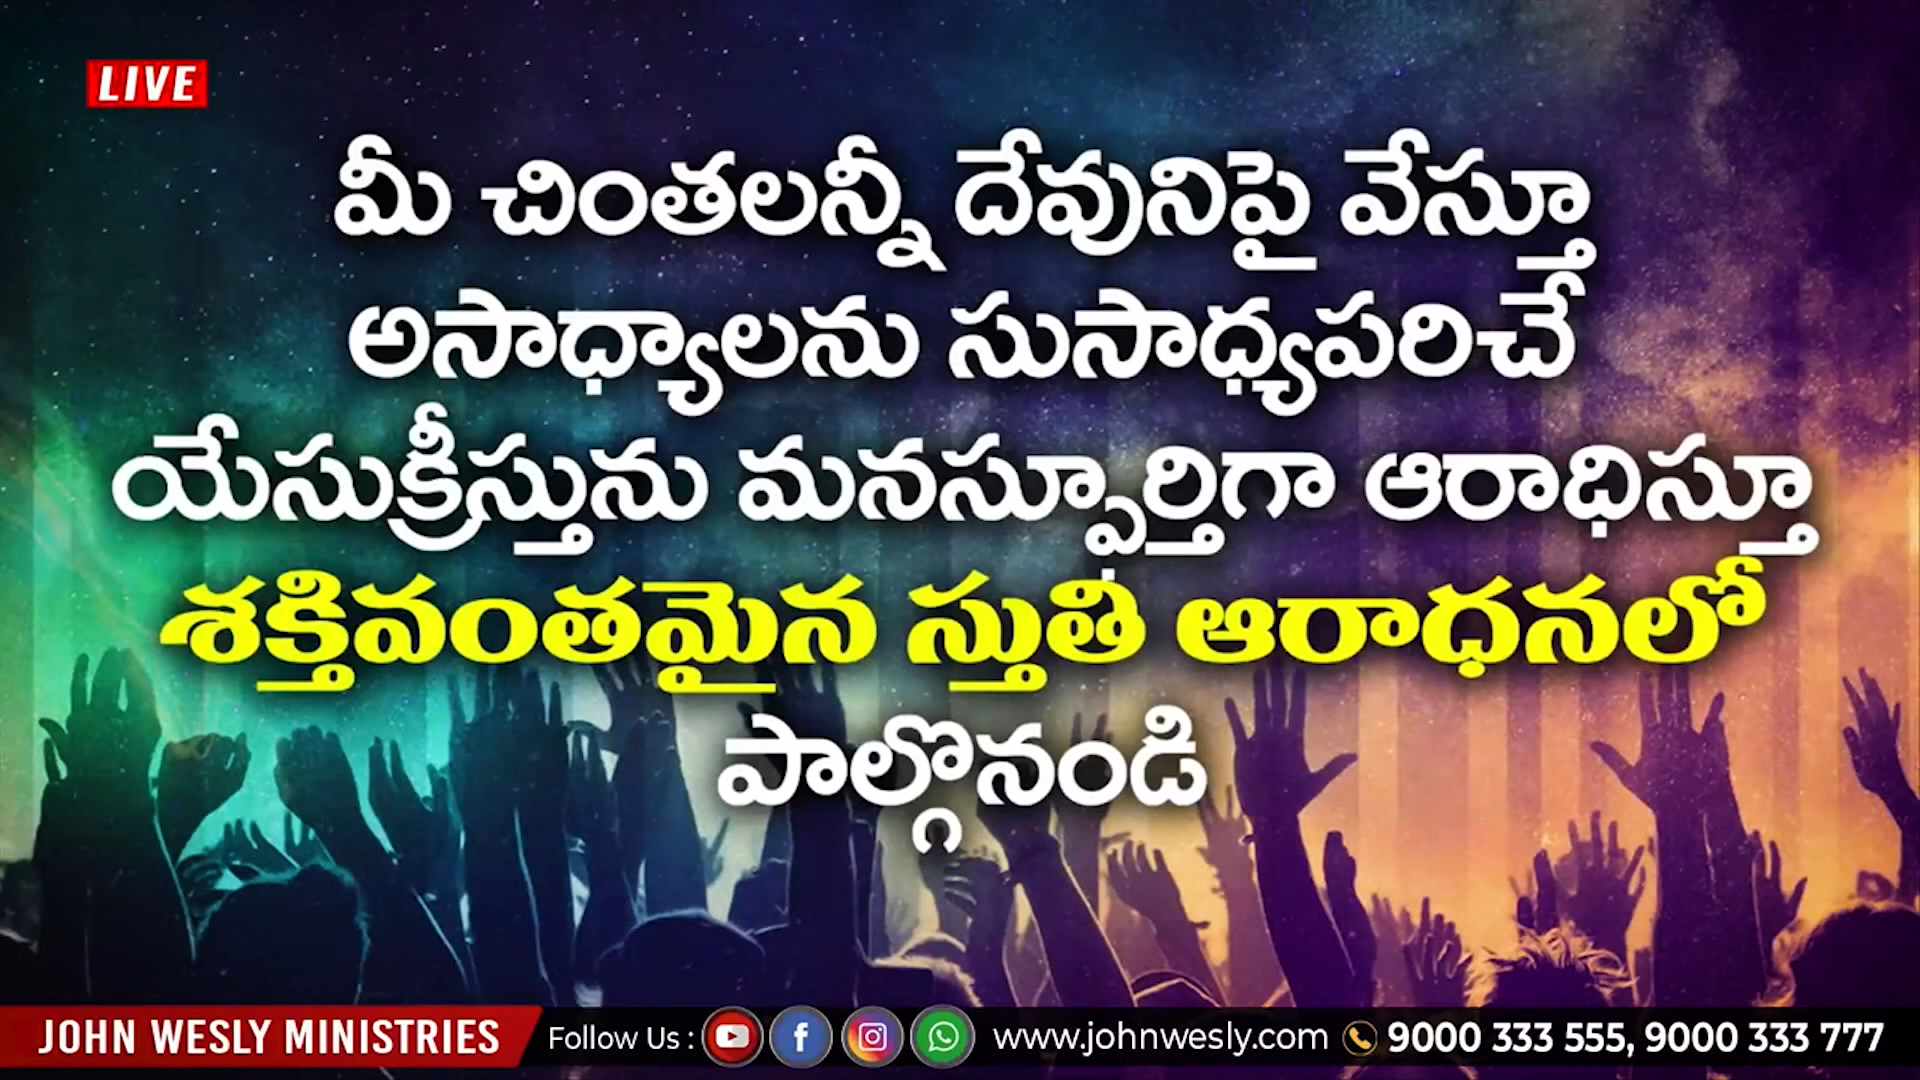 LIVE
మీ చింతలన్నీ దేవునిపై వేస్తూ
అసాధ్యాలను సుసాధ్యపరిచే
యేసుక్రీస్తును మనస్ఫూర్తిగా ఆరాధిస్తూ
శక్తివంతమైన స్తుతి ఆరాధనలో
పాల్గొనండి
JOHN WESLY MINISTRIES Follow Us : www.johnwesly.com 9000 333 555, 9000 333 777